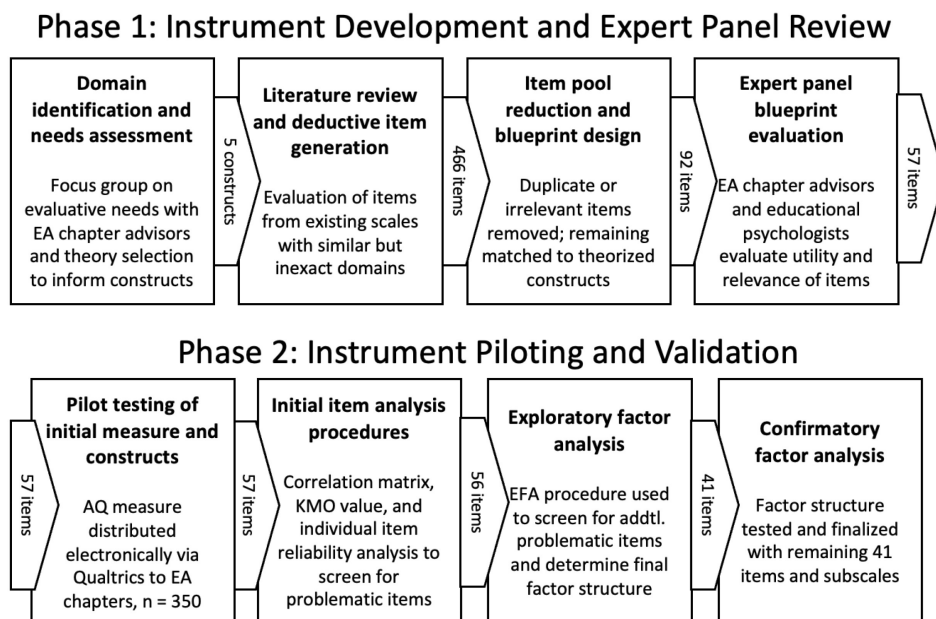 Phase 1: Instrument Development and Expert Panel Review
Domain
identification and
needs assessment
Focus group on
evaluative needs with
EA chapter advisors
and theory selection
to inform constructs
5 constructs
Literature review
and deductive item
generation
Evaluation of items
from existing scales
with similar but
inexact domains
466 items
Item pool
reduction and
blueprint design
Duplicate or
irrelevant items
removed; remaining
matched to theorized
constructs
92 items
Expert panel
blueprint
evaluation
EA chapter advisors
and educational
psychologists
evaluate utility and
relevance of items
57 items
Phase 2: Instrument Piloting and Validation
57 items
Pilot testing of
initial measure and
constructs
AQ measure
distributed
electronically via
Qualtrics to EA
chapters, n = 350
57 items
Initial item analysis
procedures
Correlation matrix,
KMO value, and
individual item
reliability analysis to
screen for
problematic items
56 items
Exploratory factor
analysis
EFA procedure used
to screen for addtl.
problematic items
and determine final
factor structure
41 items
Confirmatory
factor analysis
Factor structure
tested and finalized
with remaining 41
items and subscales